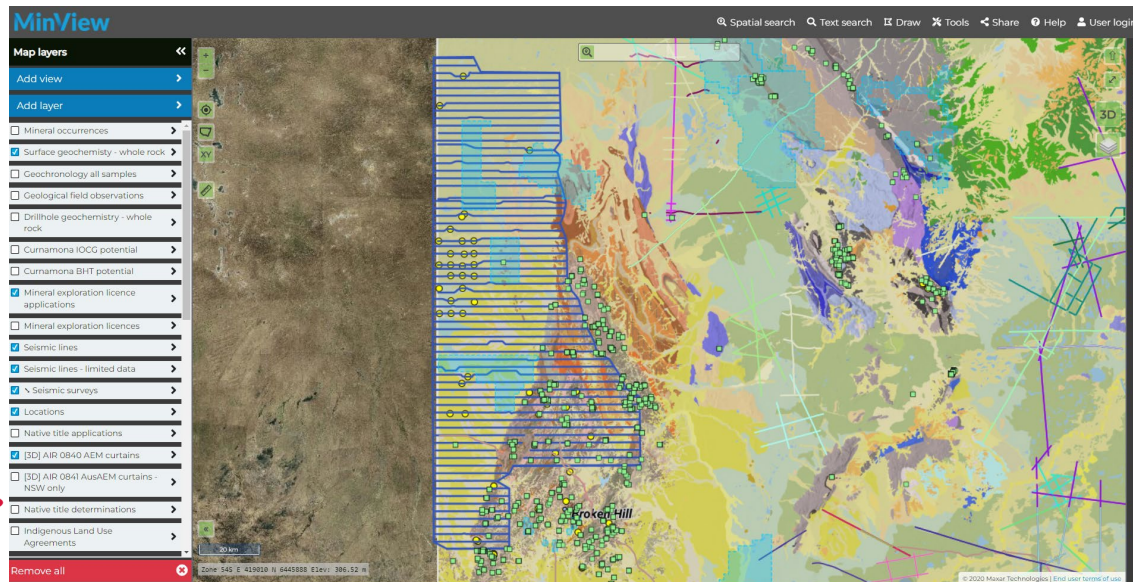 MinView
Spatial search
Text search
Draw
Tools
Share
Help
User login
Map layers
Add view
Add layer
Mineral occurrences
Surface geochemisty - whole rock
Geochronology all samples
Geological field observations
Drillhole geochemistry - whole
rock
Curnamona IOCG potential
Curnamona BHT potential
Mineral exploration licence
applications
Mineral exploration licences
Seismic lines
Seismic lines - limited data
Seismic surveys
Locations
Native title applications
[3D] AIR 0840 AEM curtains
[3D] AIR 0841 AusAEM curtains -
NSW only
Native title determinations
Indigenous Land Use
Agreements
Remove all
XY
3D
Broken Hill
20 km
Zone 54S E 419010 N 6445888 Elev: 306.52 m
© 2020 Maxar Technologies | End user terms of use